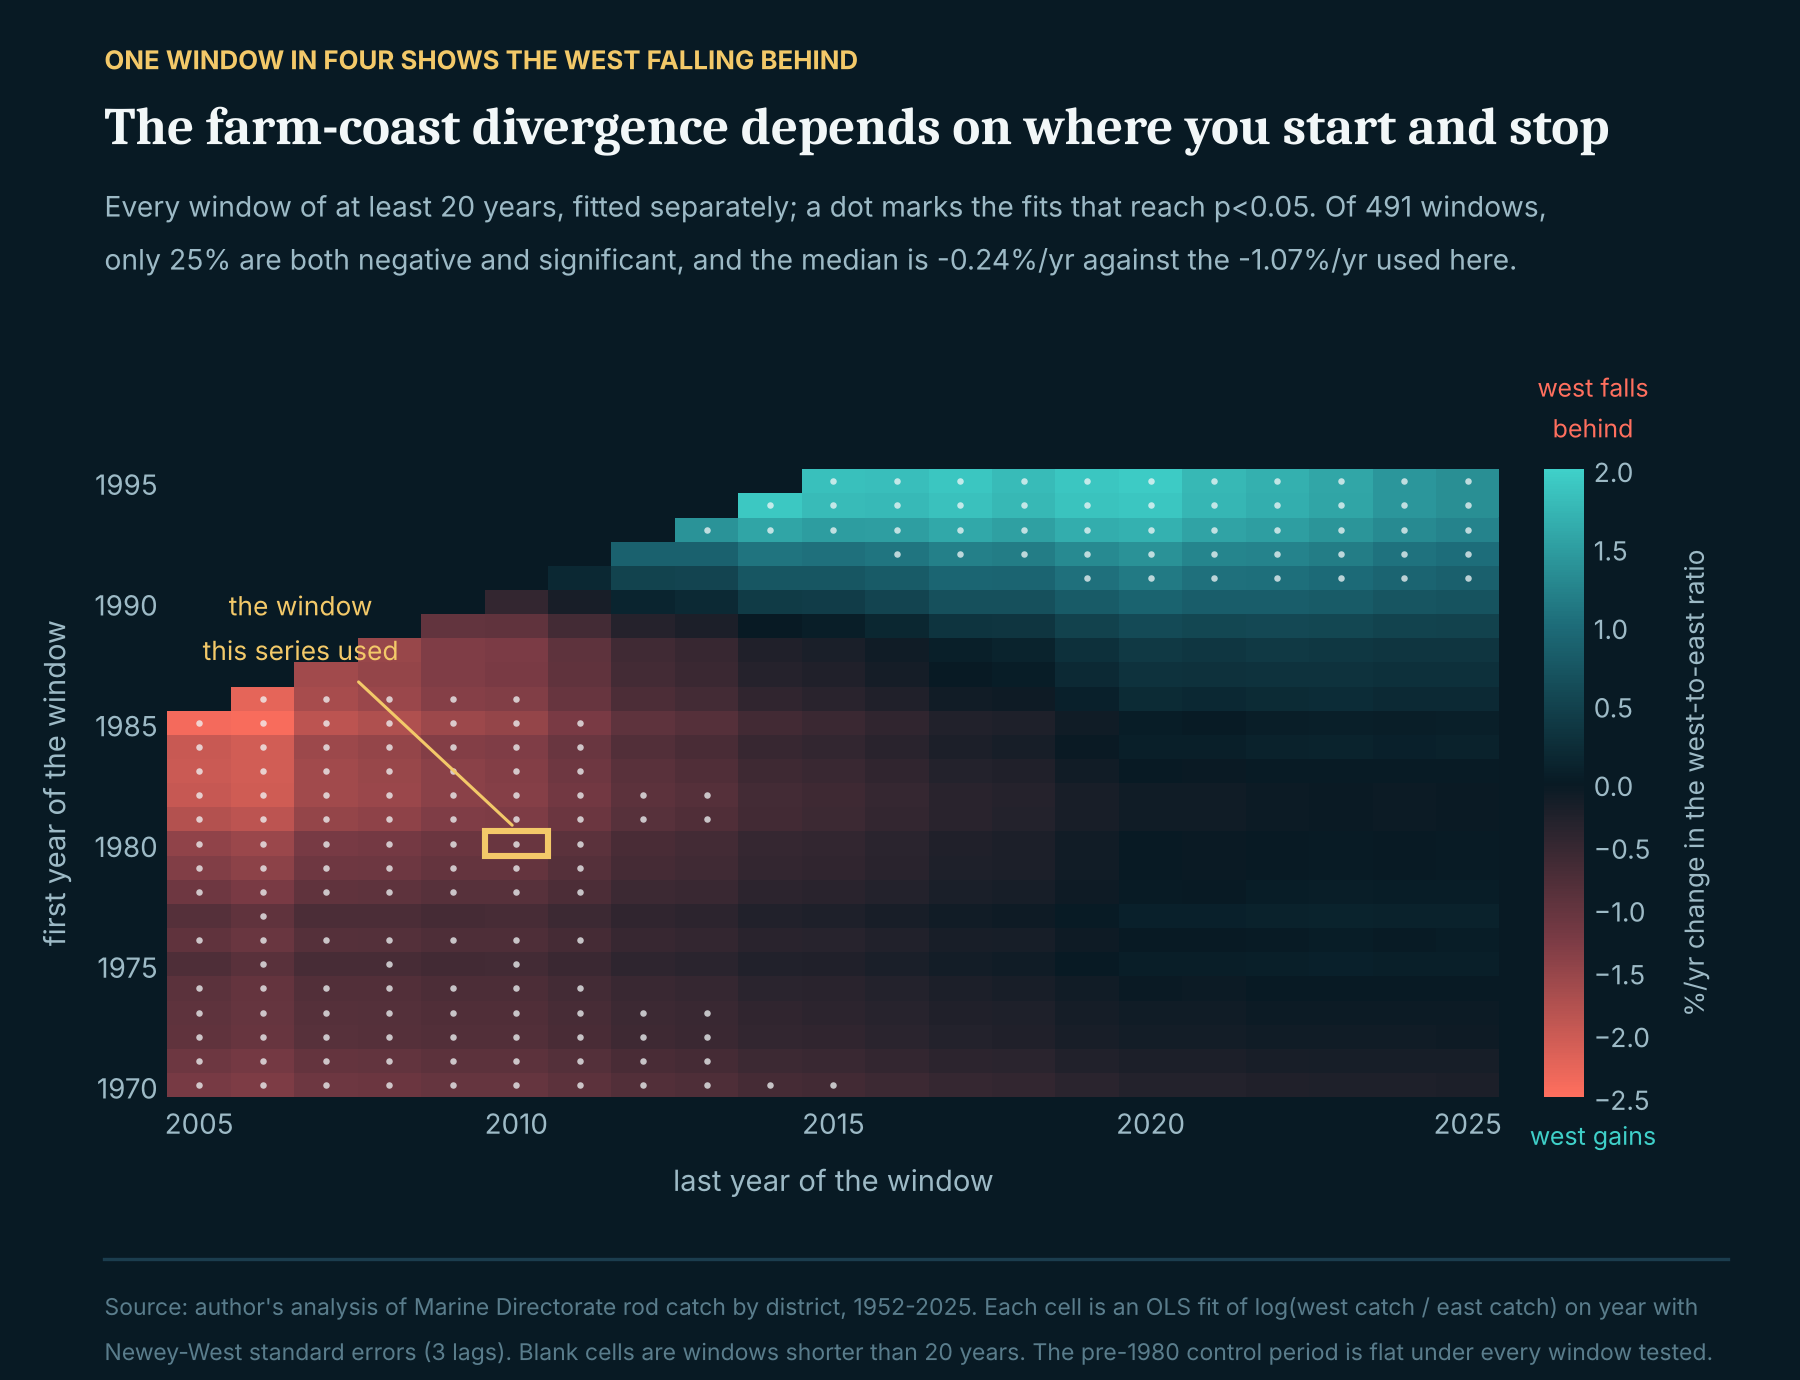 ONE WINDOW IN FOUR SHOWS THE WEST FALLING BEHIND
The farm-coast divergence depends on where you start and stop
Every window of at least 20 years, fitted separately; a dot marks the fits that reach p<0.05. Of 491 windows,
only 25% are both negative and significant, and the median is -0.24%/yr against the -1.07%/yr used here.
west falls
behind
2.0
1.5
1.0
0.5
0.0
−0.5
−1.0
−1.5
−2.0
−2.5
west gains
%/yr change in the west-to-east ratio
first year of the window
1995
1990
1985
1980
1975
1970
the window
this series used
2005
2010
2015
2020
2025
last year of the window
Source: author's analysis of Marine Directorate rod catch by district, 1952-2025. Each cell is an OLS fit of log(west catch / east catch) on year with
Newey-West standard errors (3 lags). Blank cells are windows shorter than 20 years. The pre-1980 control period is flat under every window tested.